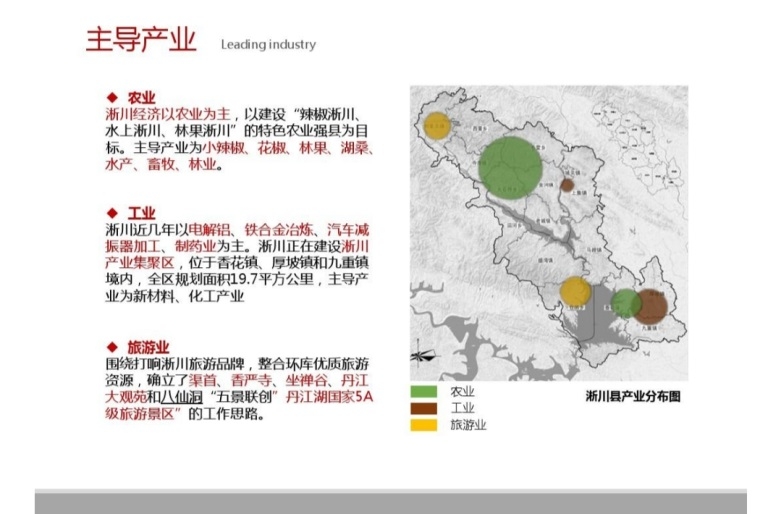 主导产业 Leading industry
◆ 农业
淅川经济以农业为主，以建设“辣椒淅川、
水上淅川、林果淅川”的特色农业强县为目
标。主导产业为小辣椒、花椒、林果、湖桑、
水产、畜牧、林业。
◆ 工业
淅川近几年以电解铝、铁合金冶炼、汽车减
振器加工、制药业为主。淅川正在建设淅川
产业集聚区，位于香花镇、厚坡镇和九重镇
境内，全区规划面积19.7平方公里，主导产
业为新材料、化工产业
◆ 旅游业
围绕打响淅川旅游品牌，整合环库优质旅游
资源，确立了渠首、香严寺、坐禅谷、丹江
大观苑和八仙洞“五景联创”丹江湖国家5A
级旅游景区”的工作思路。
农业
工业
旅游业
淅川县产业分布图